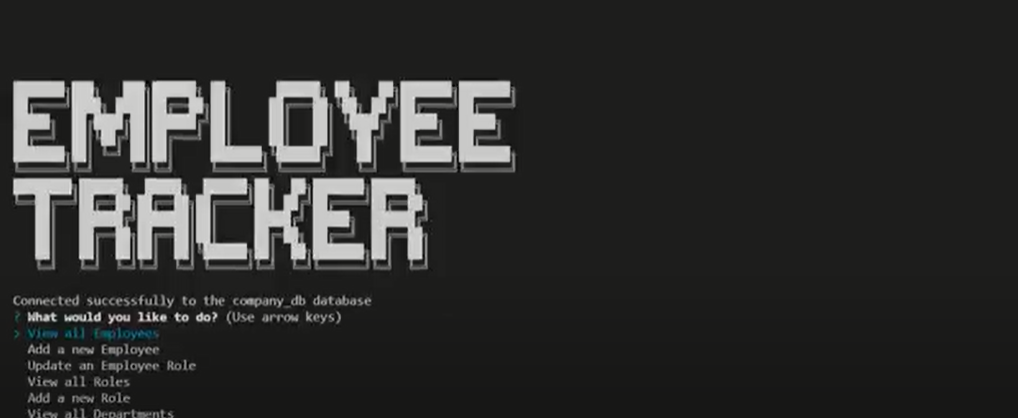 EMPLOYEE
TRACKER
Connected successfully to the company_db database
? What would you like to do? (Use arrow keys)
> View all Employees
Add a new Employee
Update an Employee Role
View all Roles
Add a new Role
View all Departments